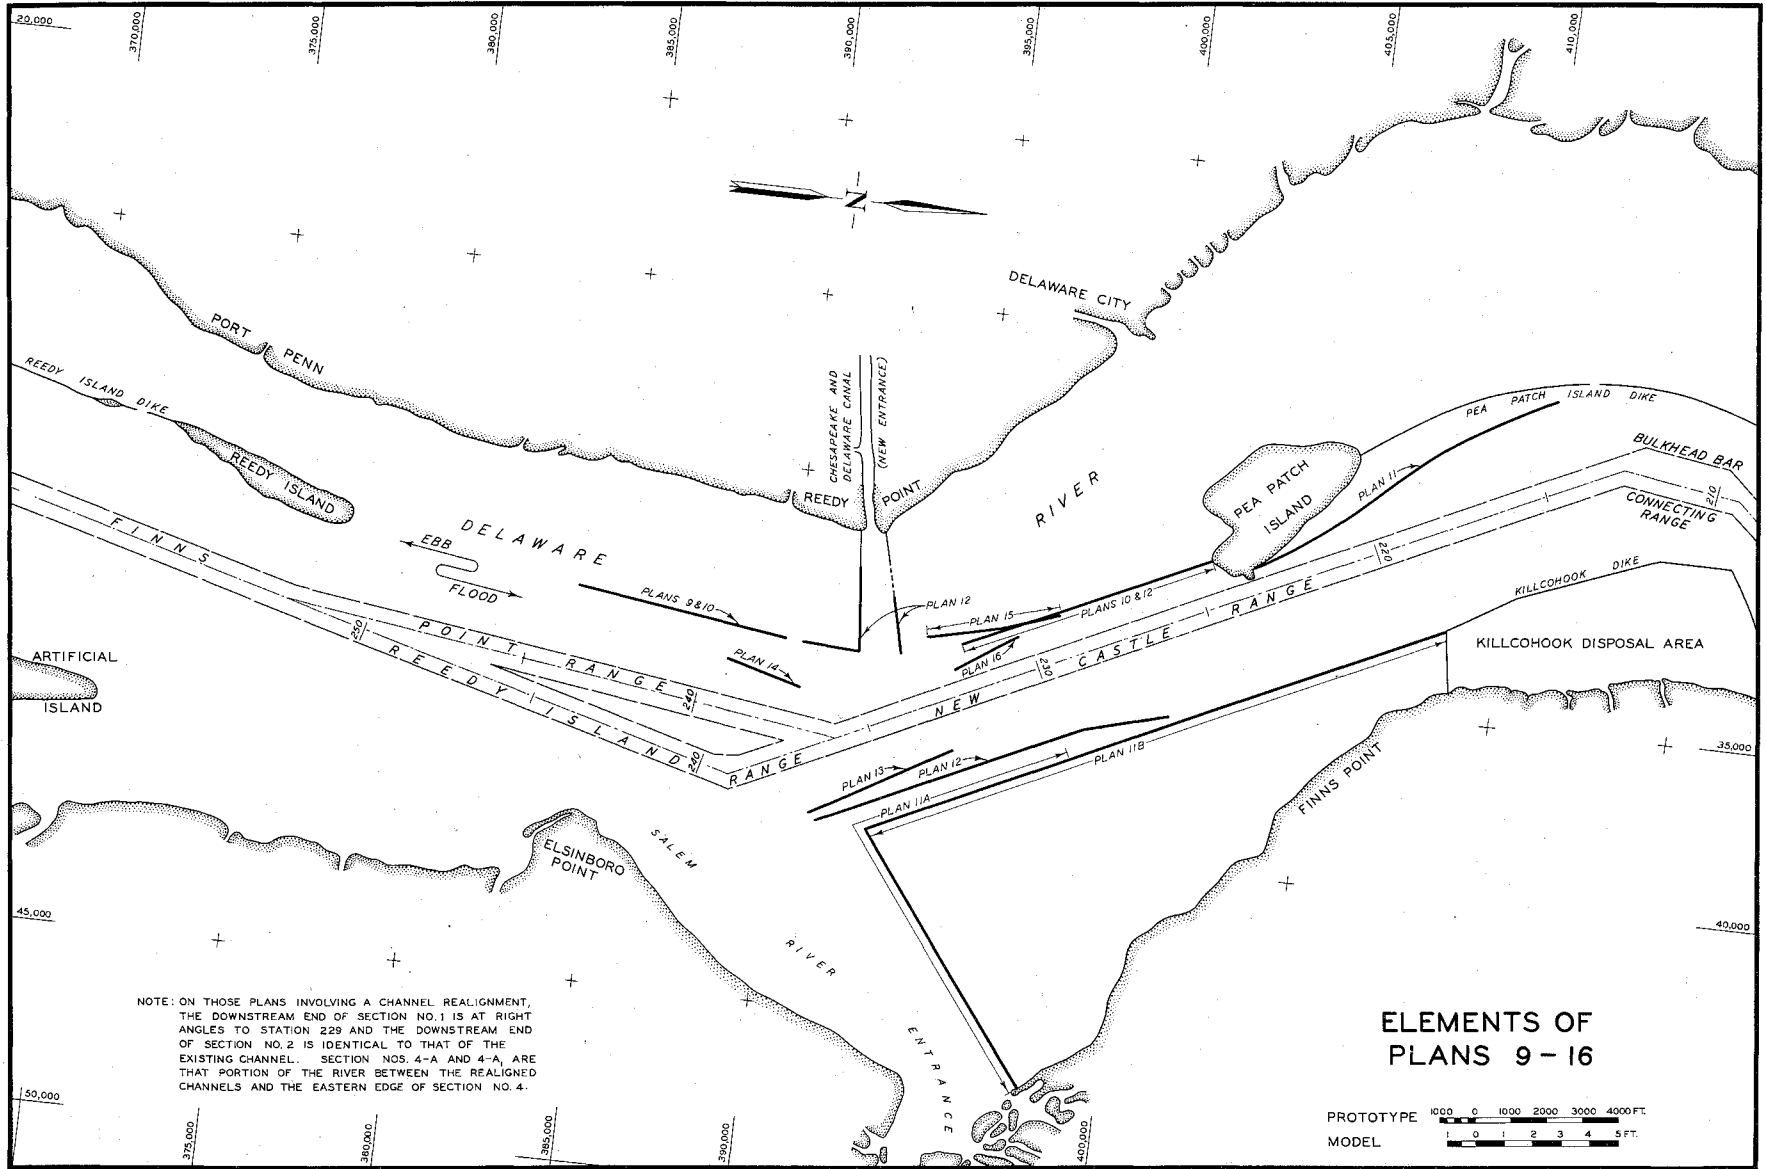 20,000
370,000
375,000
380,000
385,000
390,000
395,000
400,000
405,000
410,000
N
DELAWARE CITY
PORT
PENN
REEDY ISLAND DIKE
REEDY ISLAND
CHESAPEAKE AND
DELAWARE CANAL
(NEW ENTRANCE)
REEDY
POINT
RIVER
PEA PATCH
ISLAND
PEA PATCH ISLAND DIKE
PLAN 11
BULKHEAD BAR
210
CONNECTING
RANGE
220
KILLCOHOOK DIKE
KILLCOHOOK DISPOSAL AREA
DELAWARE
EBB
FLOOD
FINNS
POINT RANGE
250
240
REEDY ISLAND
240
RANGE
PLANS 9 & 10
PLAN 14
PLAN 12
PLAN 15
PLANS 10 & 12
PLAN 16
NEW CASTLE RANGE
230
ARTIFICIAL
ISLAND
PLAN 13
PLAN 12
PLAN 11A
PLAN 11B
FINNS POINT
35,000
40,000
ELSINBORO
POINT
SALEM
RIVER
ENTRANCE
45,000
50,000
NOTE: ON THOSE PLANS INVOLVING A CHANNEL REALIGNMENT,
THE DOWNSTREAM END OF SECTION NO. 1 IS AT RIGHT
ANGLES TO STATION 229 AND THE DOWNSTREAM END
OF SECTION NO. 2 IS IDENTICAL TO THAT OF THE
EXISTING CHANNEL. SECTION NOS. 4-A AND 4-A, ARE
THAT PORTION OF THE RIVER BETWEEN THE REALIGNED
CHANNELS AND THE EASTERN EDGE OF SECTION NO. 4.
375,000
380,000
385,000
390,000
400,000
ELEMENTS OF
PLANS 9 – 16
PROTOTYPE 1000 0 1000 2000 3000 4000 FT.
MODEL 1 0 1 2 3 4 5 FT.